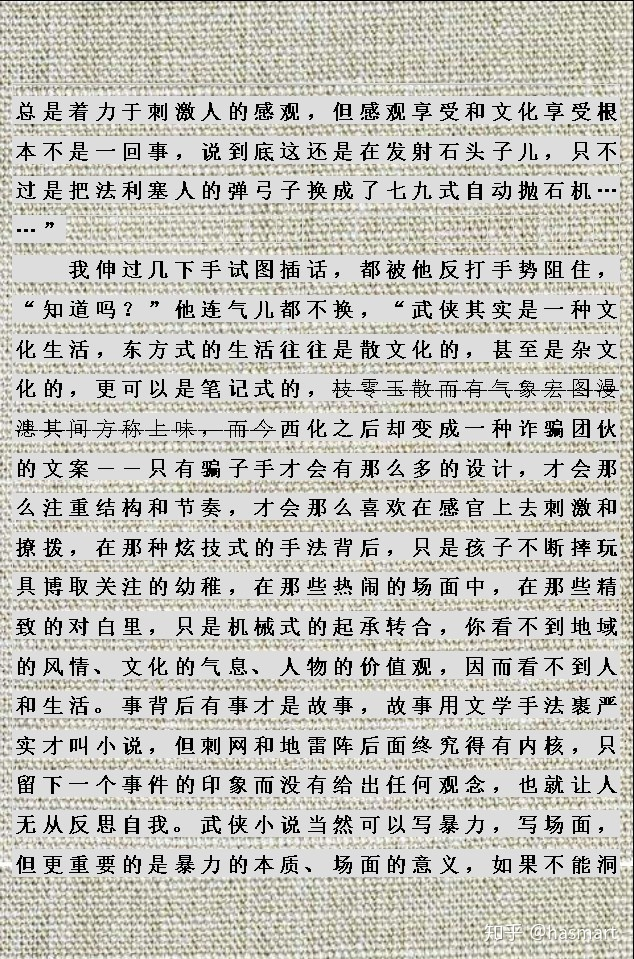 总是着力于刺激人的感观，但感观享受和文化享受根
本不是一回事，说到底这还是在发射石头子儿，只不
过是把法利塞人的弹弓子换成了七九式自动抛石机…
…”
我伸过几下手试图插话，都被他反打手势阻住，
“知道吗？”他连气儿都不换，“武侠其实是一种文
化生活，东方式的生活往往是散文化的，甚至是杂文
化的，更可以是笔记式的，枝零玉散而有气象宏图漫
漶其间方称上味，而今西化之后却变成一种诈骗团伙
的文案——只有骗子手才会有那么多的设计，才会那
么注重结构和节奏，才会那么喜欢在感官上去刺激和
撩拨，在那种炫技式的手法背后，只是孩子不断摔玩
具博取关注的幼稚，在那些热闹的场面中，在那些精
致的对白里，只是机械式的起承转合，你看不到地域
的风情、文化的气息、人物的价值观，因而看不到人
和生活。事背后有事才是故事，故事用文学手法裹严
实才叫小说，但刺网和地雷阵后面终究得有内核，只
留下一个事件的印象而没有给出任何观念，也就让人
无从反思自我。武侠小说当然可以写暴力，写场面，
但更重要的是暴力的本质、场面的意义，如果不能洞
知乎 @hasmart